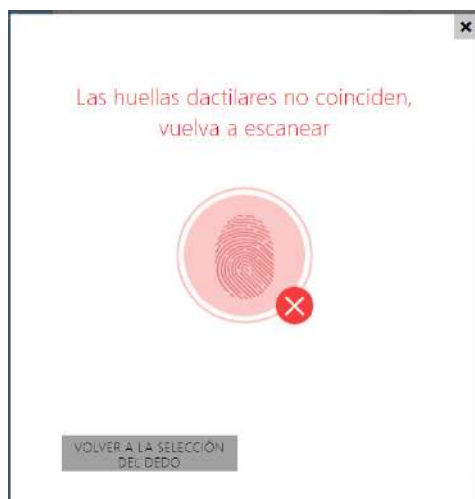 Las huellas dactilares no coinciden,
vuelva a escanear
VOLVER A LA SELECCIÓN
DEL DEDO